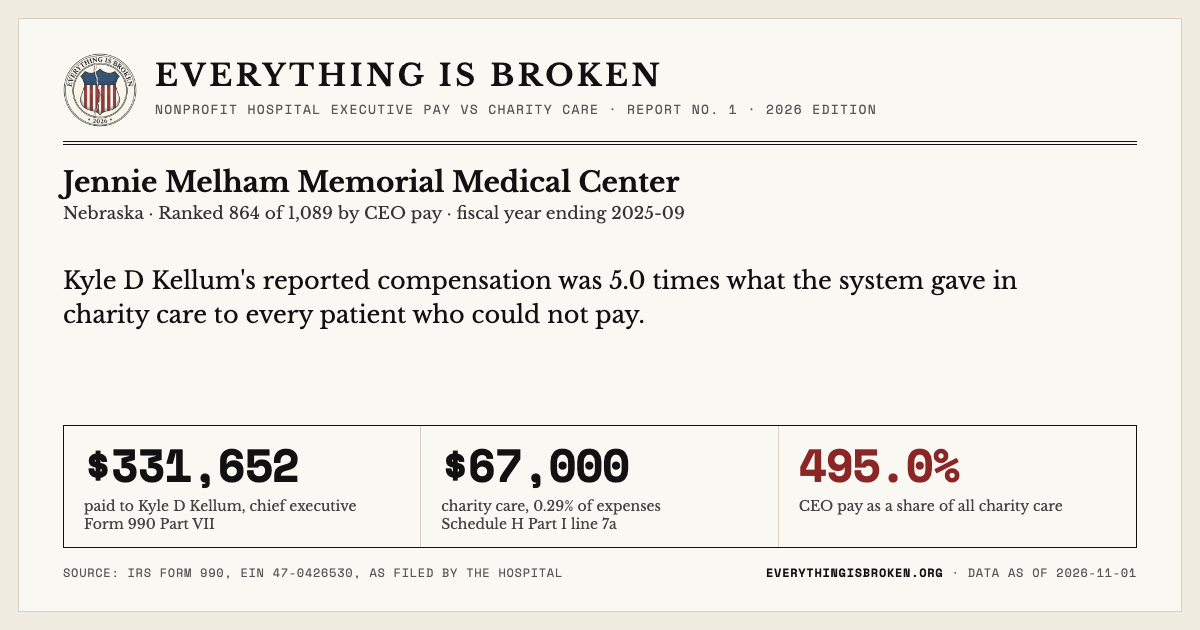 EVERYTHING IS BROKEN
· 2026 ·
EVERYTHING IS BROKEN
NONPROFIT HOSPITAL EXECUTIVE PAY VS CHARITY CARE · REPORT NO. 1 · 2026 EDITION
Jennie Melham Memorial Medical Center
Nebraska · Ranked 864 of 1,089 by CEO pay · fiscal year ending 2025-09
Kyle D Kellum's reported compensation was 5.0 times what the system gave in
charity care to every patient who could not pay.
$331,652
paid to Kyle D Kellum, chief executive
Form 990 Part VII
$67,000
charity care, 0.29% of expenses
Schedule H Part I line 7a
495.0%
CEO pay as a share of all charity care
SOURCE: IRS FORM 990, EIN 47-0426530, AS FILED BY THE HOSPITAL
EVERYTHINGISBROKEN.ORG · DATA AS OF 2026-11-01